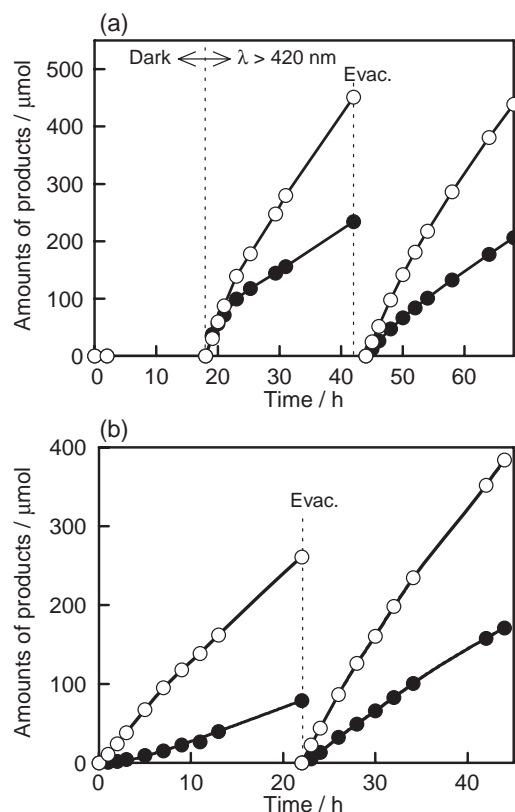 (a)
Dark λ > 420 nm
Evac.
Amounts of products / μmol
500
400
300
200
100
0
0 10 20 30 40 50 60
Time / h
(b)
Evac.
Amounts of products / μmol
400
300
200
100
0
0 10 20 30 40
Time / h